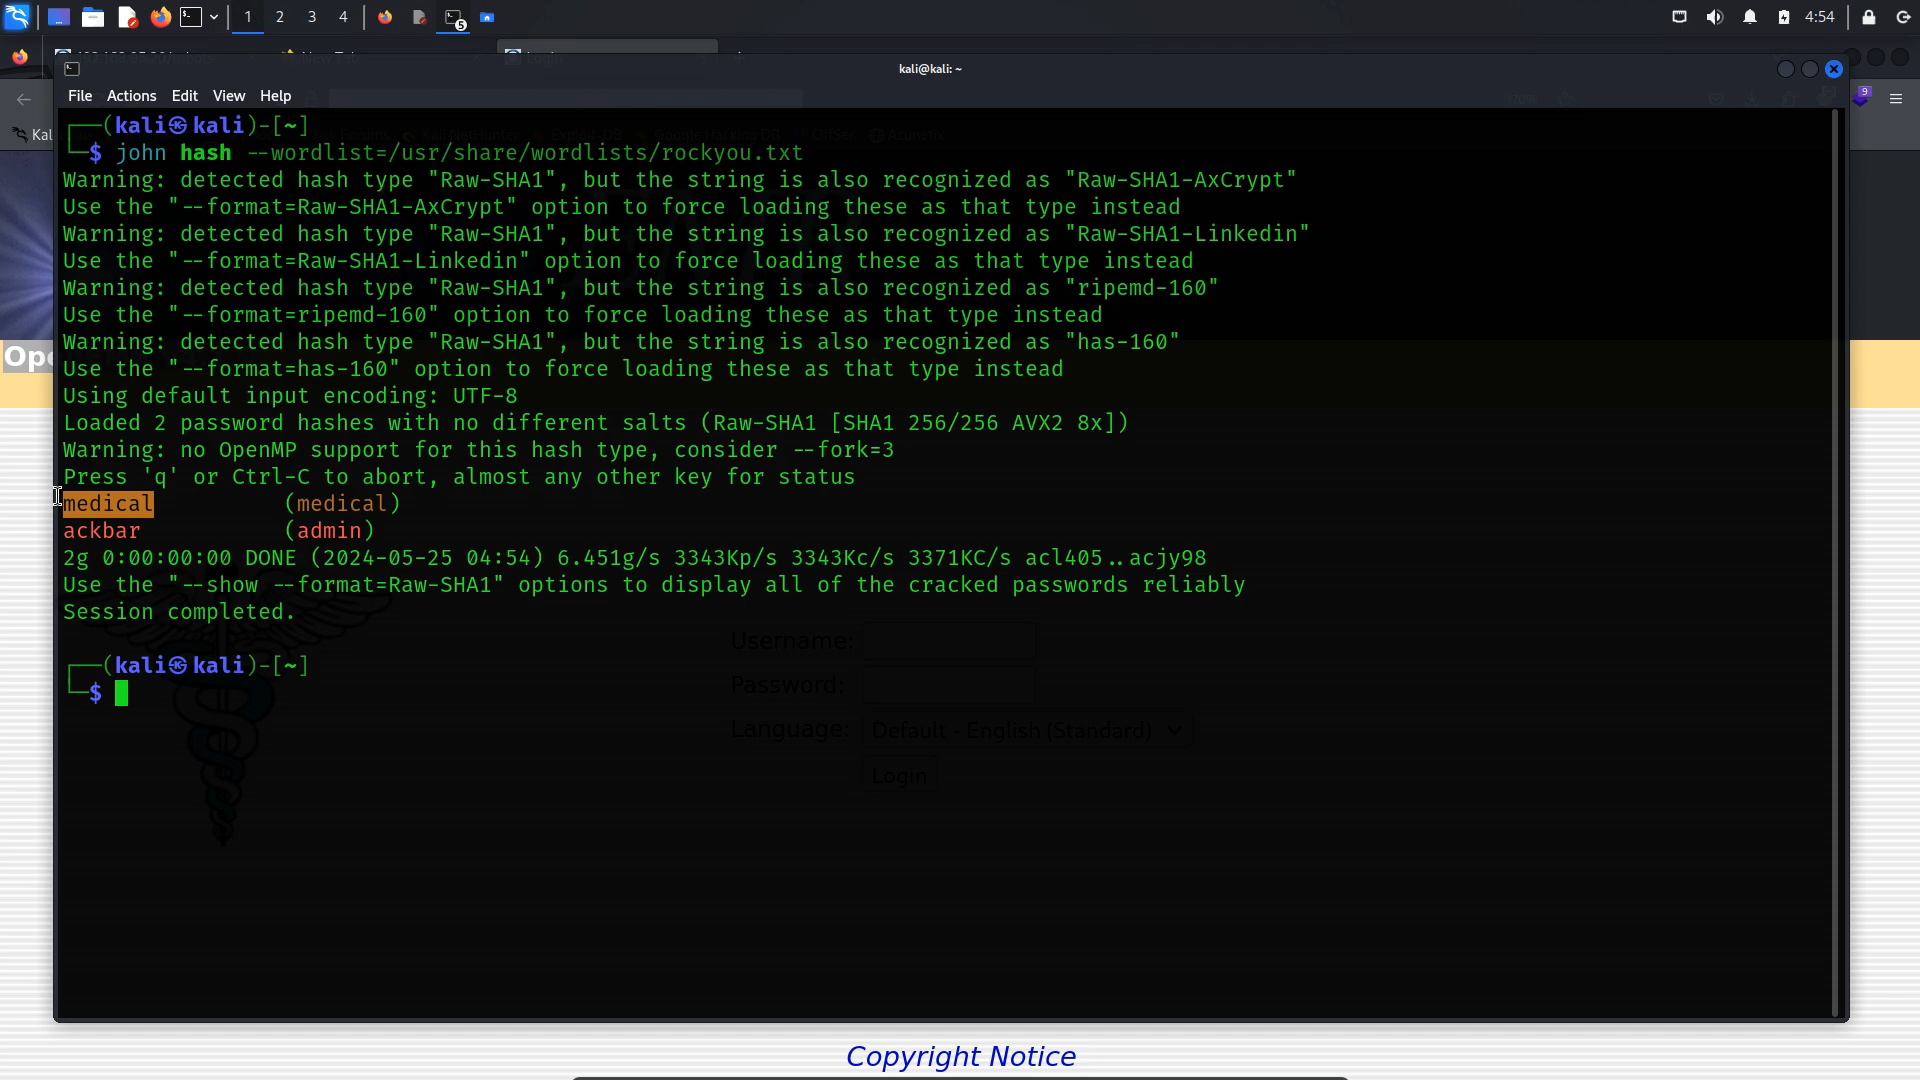 1 2 3 4 5 4:54
kali@kali: ~
File Actions Edit View Help
9
Kal
┌──(kali㉿kali)-[~]
└─$ john hash --wordlist=/usr/share/wordlists/rockyou.txt
Warning: detected hash type "Raw-SHA1", but the string is also recognized as "Raw-SHA1-AxCrypt"
Use the "--format=Raw-SHA1-AxCrypt" option to force loading these as that type instead
Warning: detected hash type "Raw-SHA1", but the string is also recognized as "Raw-SHA1-Linkedin"
Use the "--format=Raw-SHA1-Linkedin" option to force loading these as that type instead
Warning: detected hash type "Raw-SHA1", but the string is also recognized as "ripemd-160"
Use the "--format=ripemd-160" option to force loading these as that type instead
Warning: detected hash type "Raw-SHA1", but the string is also recognized as "has-160"
Use the "--format=has-160" option to force loading these as that type instead
Ope
Using default input encoding: UTF-8
Loaded 2 password hashes with no different salts (Raw-SHA1 [SHA1 256/256 AVX2 8x])
Warning: no OpenMP support for this hash type, consider --fork=3
Press 'q' or Ctrl-C to abort, almost any other key for status
medical (medical)
ackbar (admin)
2g 0:00:00:00 DONE (2024-05-25 04:54) 6.451g/s 3343Kp/s 3343Kc/s 3371KC/s acl405..acjy98
Use the "--show --format=Raw-SHA1" options to display all of the cracked passwords reliably
Session completed.
┌──(kali㉿kali)-[~]
└─$
Username:
Password:
Language: Default - English (Standard)
Login
Copyright Notice